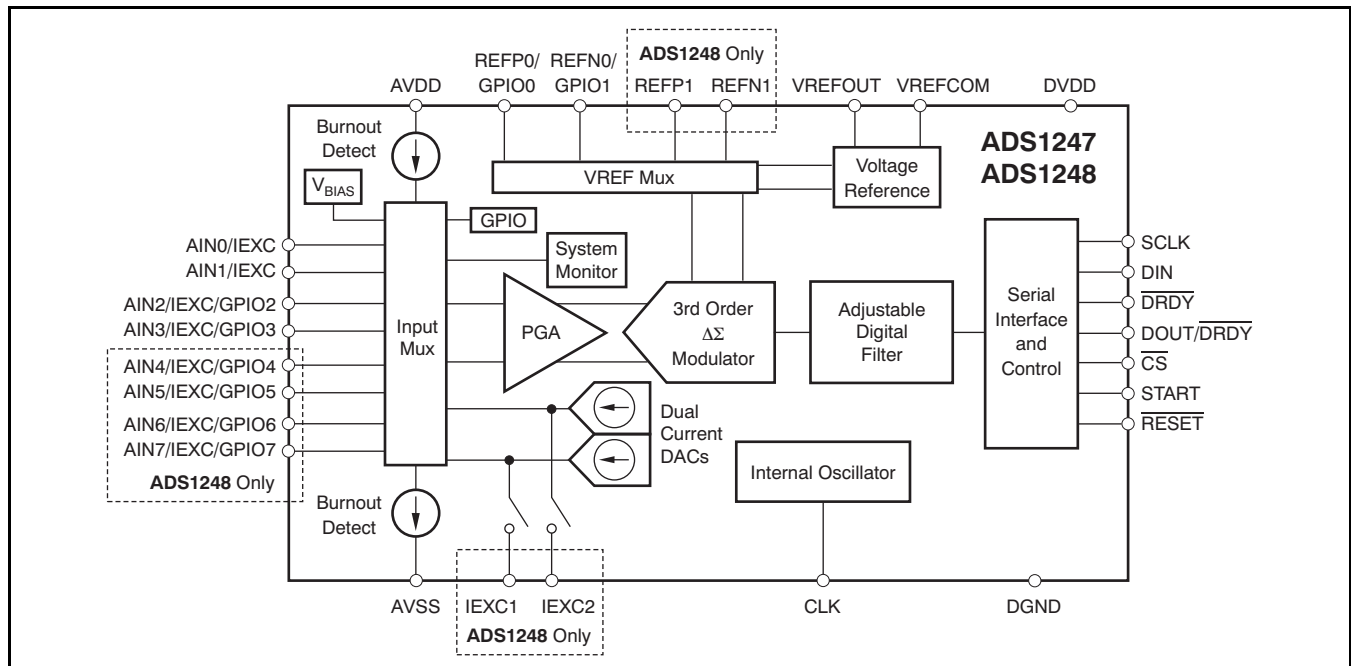 ADS1248 Only
REFP0/
GPIO0
REFN0/
GPIO1
REFP1
REFN1
AVDD
VREFOUT
VREFCOM
DVDD
ADS1247
ADS1248
Burnout
Detect
VREF Mux
Voltage
Reference
VBIAS
GPIO
System
Monitor
AIN0/IEXC
AIN1/IEXC
AIN2/IEXC/GPIO2
AIN3/IEXC/GPIO3
AIN4/IEXC/GPIO4
AIN5/IEXC/GPIO5
AIN6/IEXC/GPIO6
AIN7/IEXC/GPIO7
ADS1248 Only
Input
Mux
PGA
3rd Order
ΔΣ
Modulator
Adjustable
Digital
Filter
Serial
Interface
and
Control
SCLK
DIN
DRDY
DOUT/DRDY
CS
START
RESET
Dual
Current
DACs
Internal Oscillator
Burnout
Detect
AVSS
IEXC1
IEXC2
ADS1248 Only
CLK
DGND